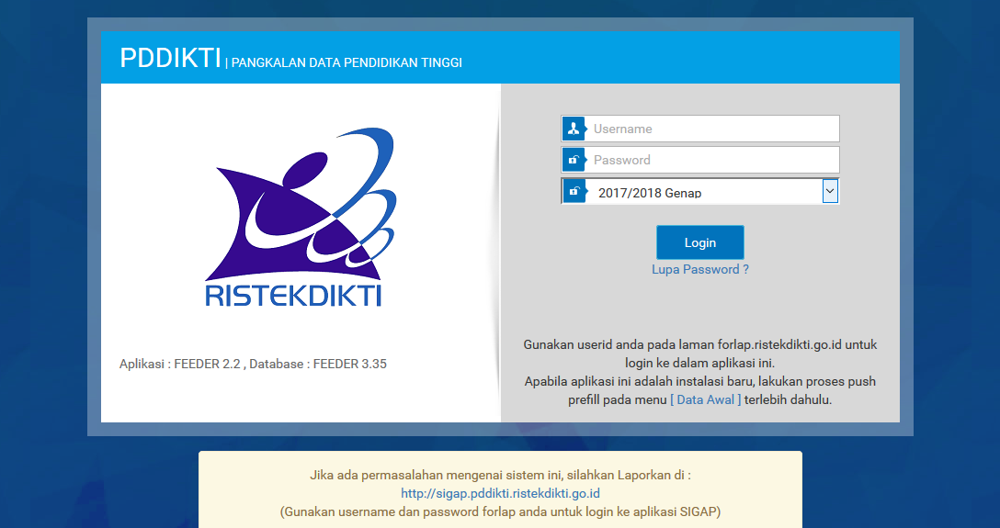 PDDIKTI | PANGKALAN DATA PENDIDIKAN TINGGI
RISTEKDIKTI
Aplikasi : FEEDER 2.2 , Database : FEEDER 3.35
Username
Password
2017/2018 Genap
Login
Lupa Password ?
Gunakan userid anda pada laman forlap.ristekdikti.go.id untuk
login ke dalam aplikasi ini.
Apabila aplikasi ini adalah instalasi baru, lakukan proses push
prefill pada menu [ Data Awal ] terlebih dahulu.
Jika ada permasalahan mengenai sistem ini, silahkan Laporkan di :
http://sigap.pddikti.ristekdikti.go.id
(Gunakan username dan password forlap anda untuk login ke aplikasi SIGAP)